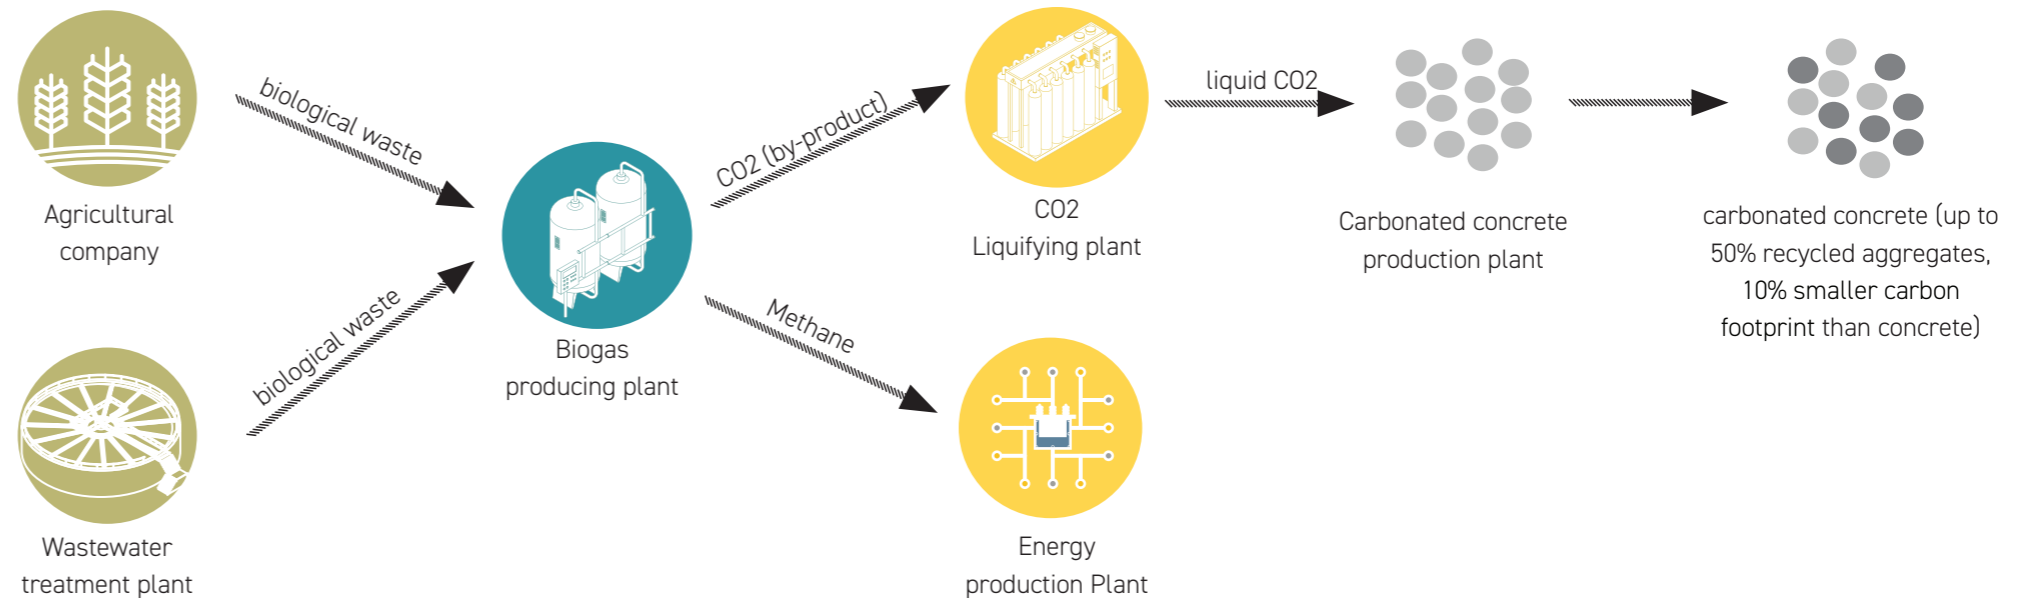 biological waste
Agricultural
company
biological waste
Wastewater
treatment plant
Biogas
producing plant
CO2 (by-product)
Methane
CO2
Liquifying plant
Energy
production Plant
liquid CO2
Carbonated concrete
production plant
carbonated concrete (up to
50% recycled aggregates,
10% smaller carbon
footprint than concrete)